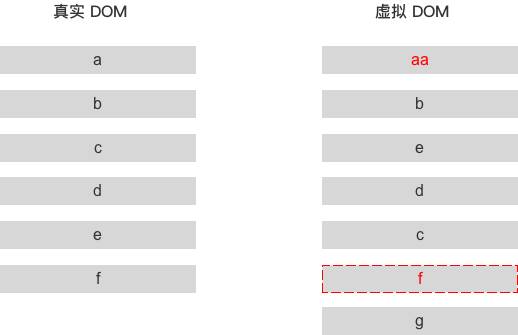 真实 DOM 虚拟 DOM
a aa
b b
c e
d d
e c
f f
g